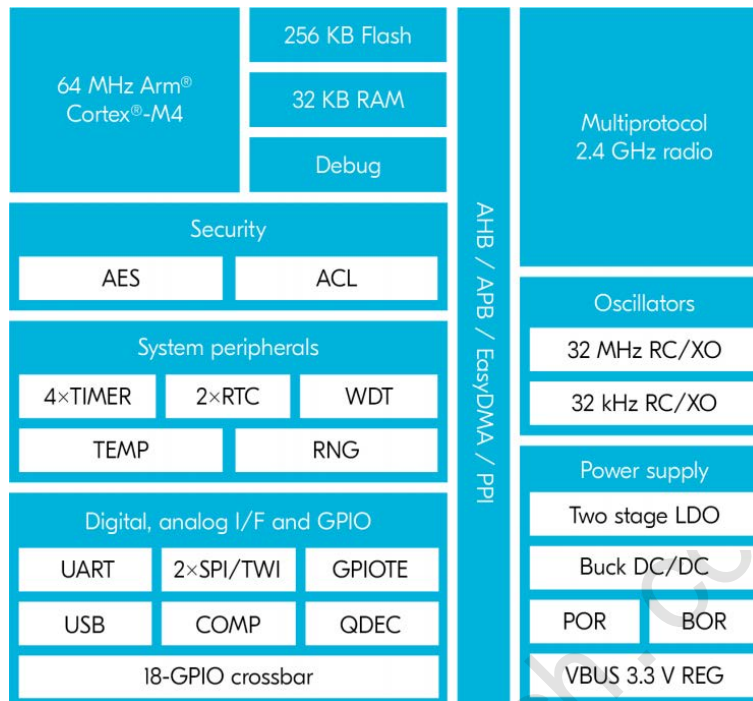 64 MHz Arm®
Cortex®-M4
256 KB Flash
32 KB RAM
Debug
Security
AES
ACL
System peripherals
4×TIMER
2×RTC
WDT
TEMP
RNG
Digital, analog I/F and GPIO
UART
2×SPI/TWI
GPIOTE
USB
COMP
QDEC
18-GPIO crossbar
AHB / APB / EasyDMA / PPI
Multiprotocol
2.4 GHz radio
Oscillators
32 MHz RC/XO
32 kHz RC/XO
Power supply
Two stage LDO
Buck DC/DC
POR
BOR
VBUS 3.3 V REG